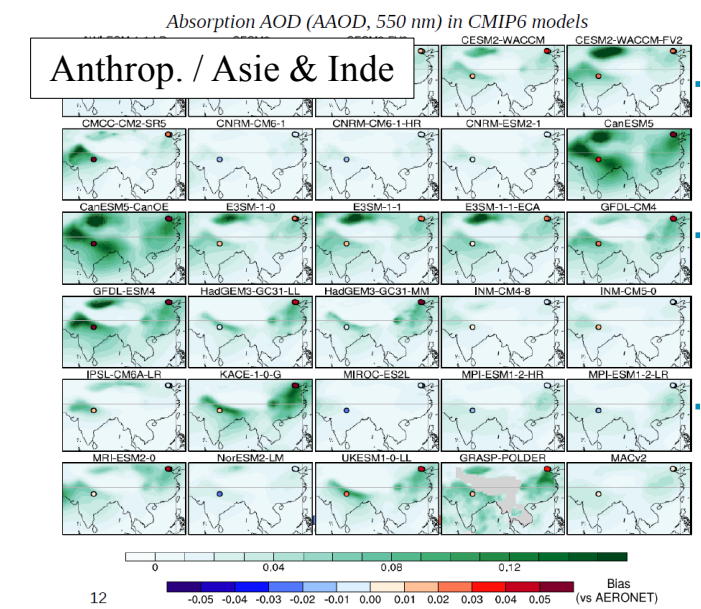 Absorption AOD (AAOD, 550 nm) in CMIP6 models
CESM2-WACCM CESM2-WACCM-FV2
Anthrop. / Asie & Inde
CMCC-CM2-SR5 CNRM-CM6-1 CNRM-CM6-1-HR CNRM-ESM2-1 CanESM5
CanESM5-CanOE E3SM-1-0 E3SM-1-1 E3SM-1-1-ECA GFDL-CM4
GFDL-ESM4 HadGEM3-GC31-LL HadGEM3-GC31-MM INM-CM4-8 INM-CM5-0
IPSL-CM6A-LR KACE-1-0-G MIROC-ES2L MPI-ESM1-2-HR MPI-ESM1-2-LR
MRI-ESM2-0 NorESM2-LM UKESM1-0-LL GRASP-POLDER MACv2
0 0.04 0.08 0.12
Bias
-0.05 -0.04 -0.03 -0.02 -0.01 0.00 0.01 0.02 0.03 0.04 0.05 (vs AERONET)
12